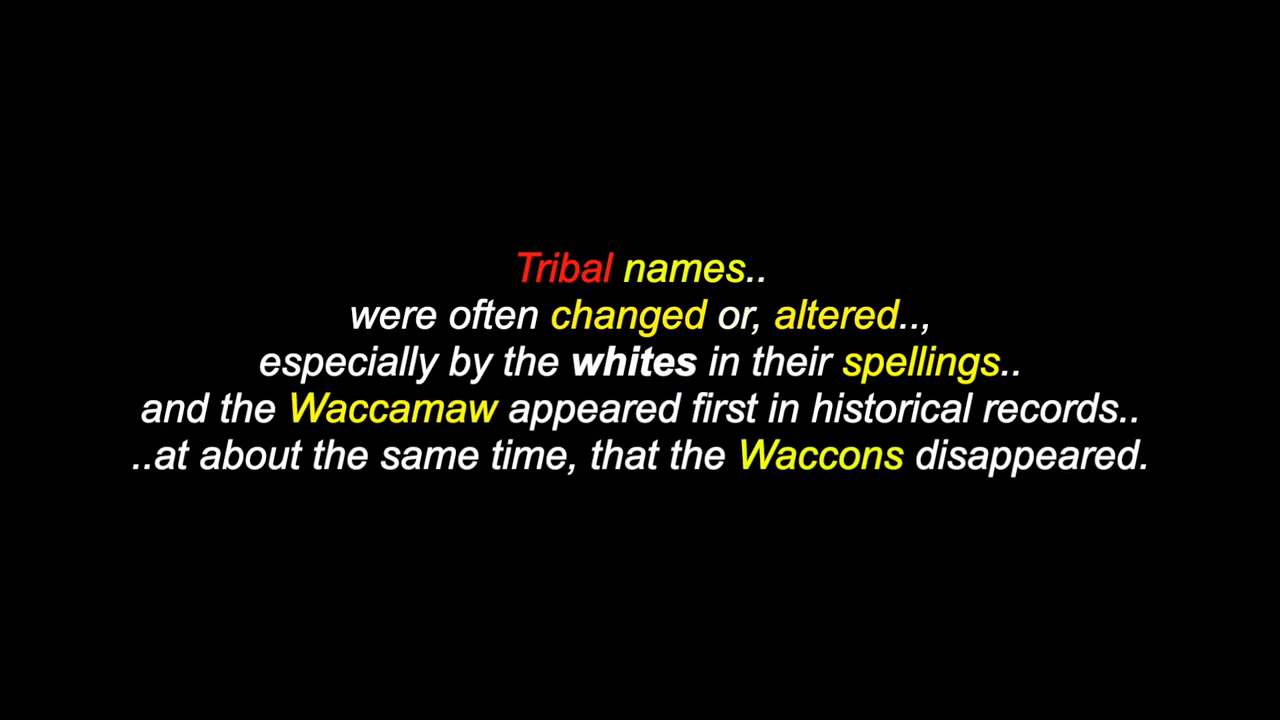 Tribal names..
were often changed or, altered..,
especially by the whites in their spellings..
and the Waccamaw appeared first in historical records..
..at about the same time, that the Waccons disappeared.